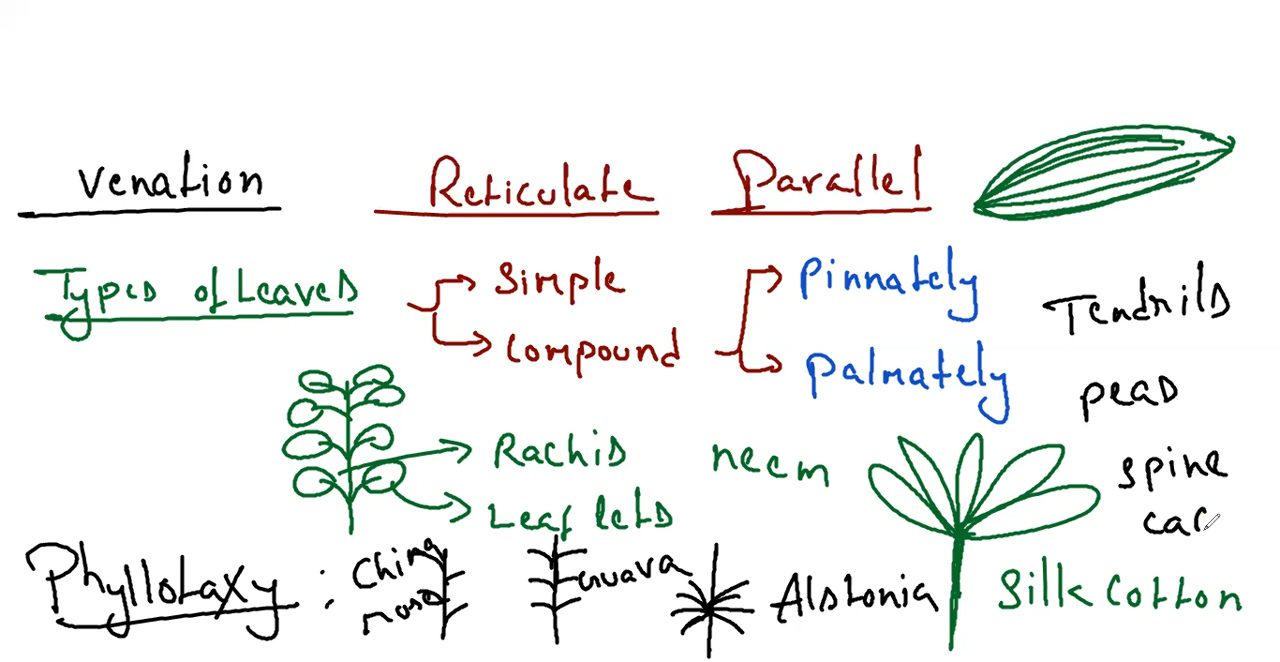 Venation Reticulate Parallel
Types of Leaves Simple Pinnately
Tendrils
Compound Palmately
peas
Rachis neem spine
Leaf lets car
Phyllotaxy : China Guava Alstonia Silk Cotton
rose